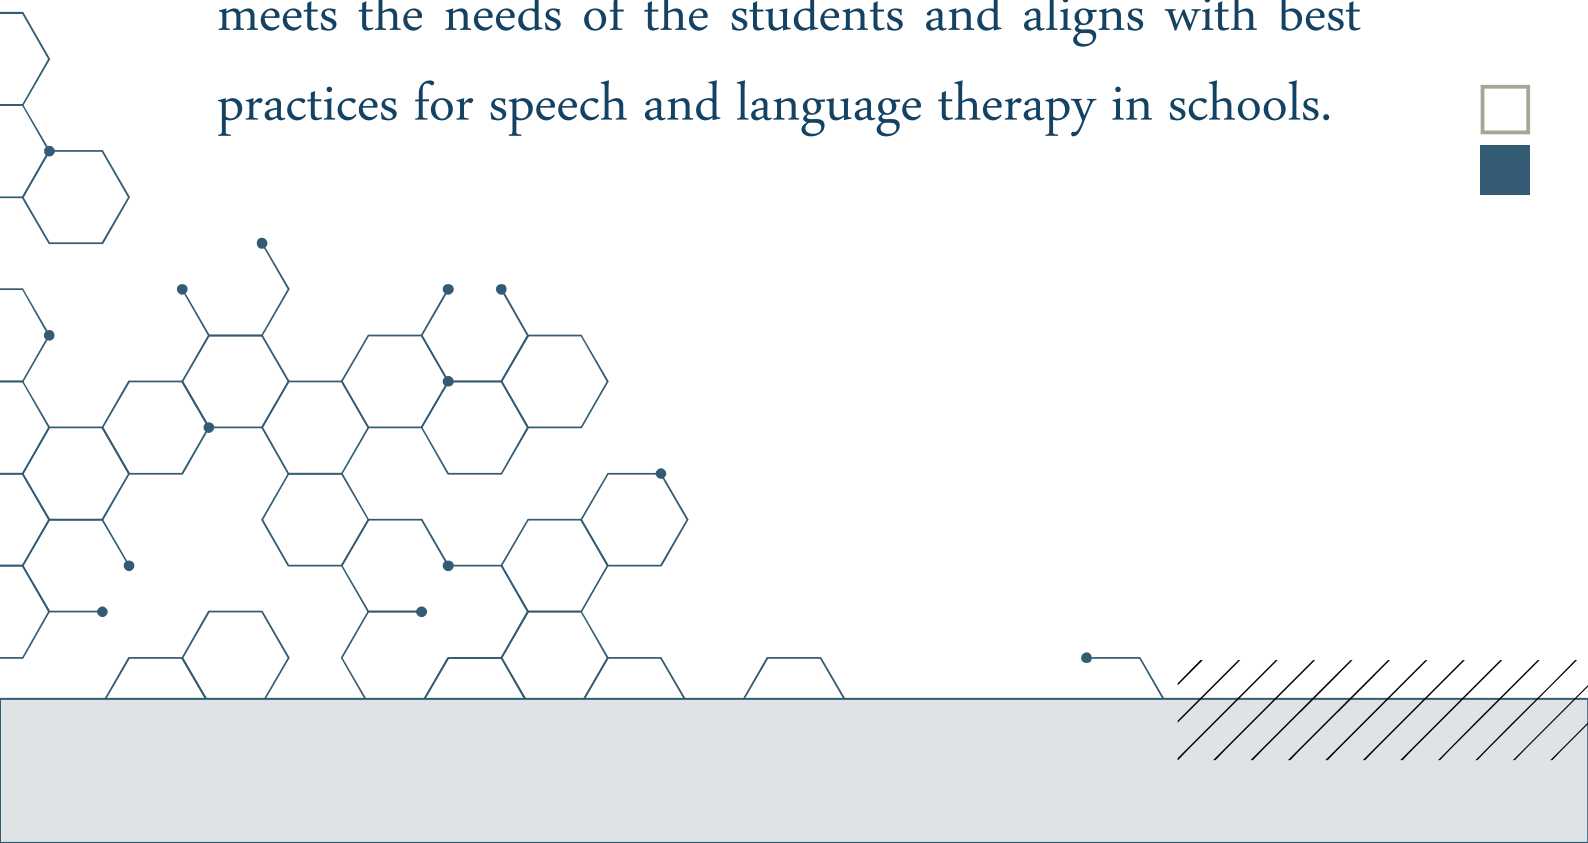 meets the needs of the students and aligns with best
practices for speech and language therapy in schools.